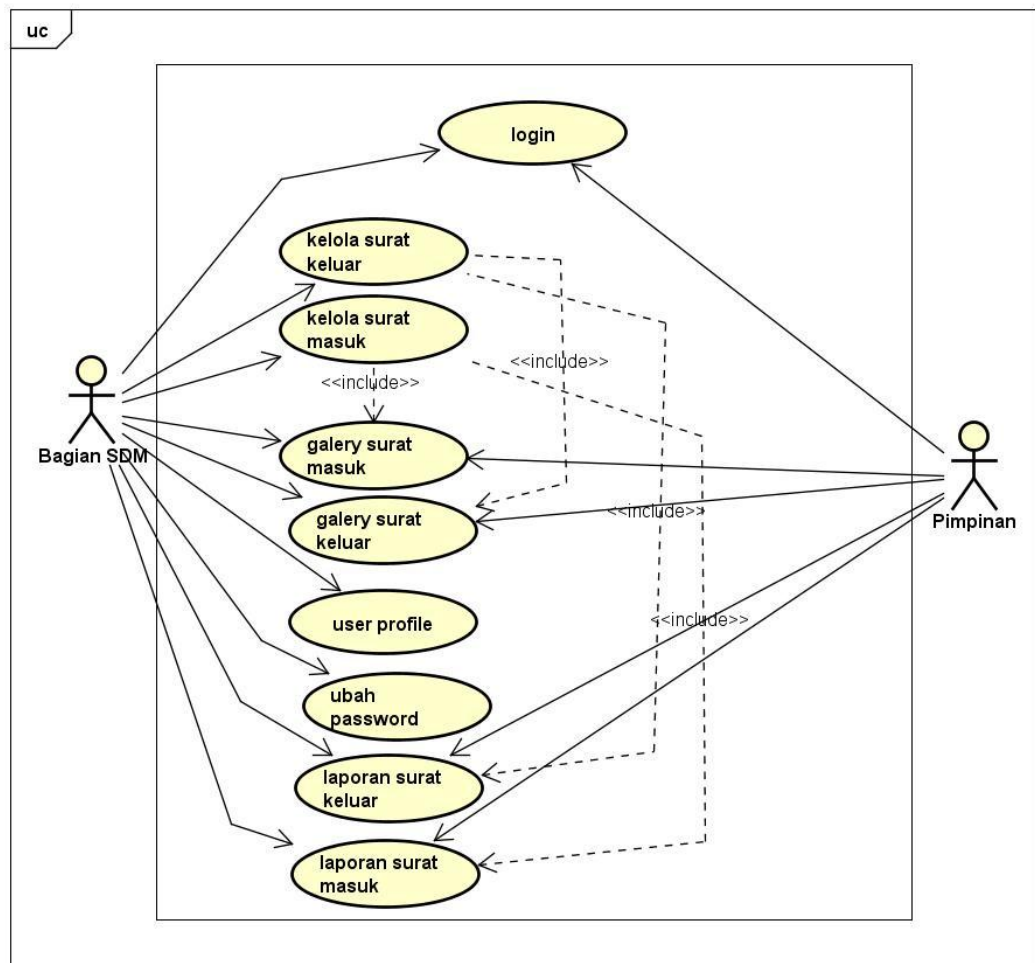 uc
login
kelola surat
keluar
kelola surat
masuk
<<include>>
<<include>>
galery surat
masuk
Bagian SDM
galery surat
keluar
<<include>>
Pimpinan
user profile
<<include>>
ubah
password
laporan surat
keluar
laporan surat
masuk